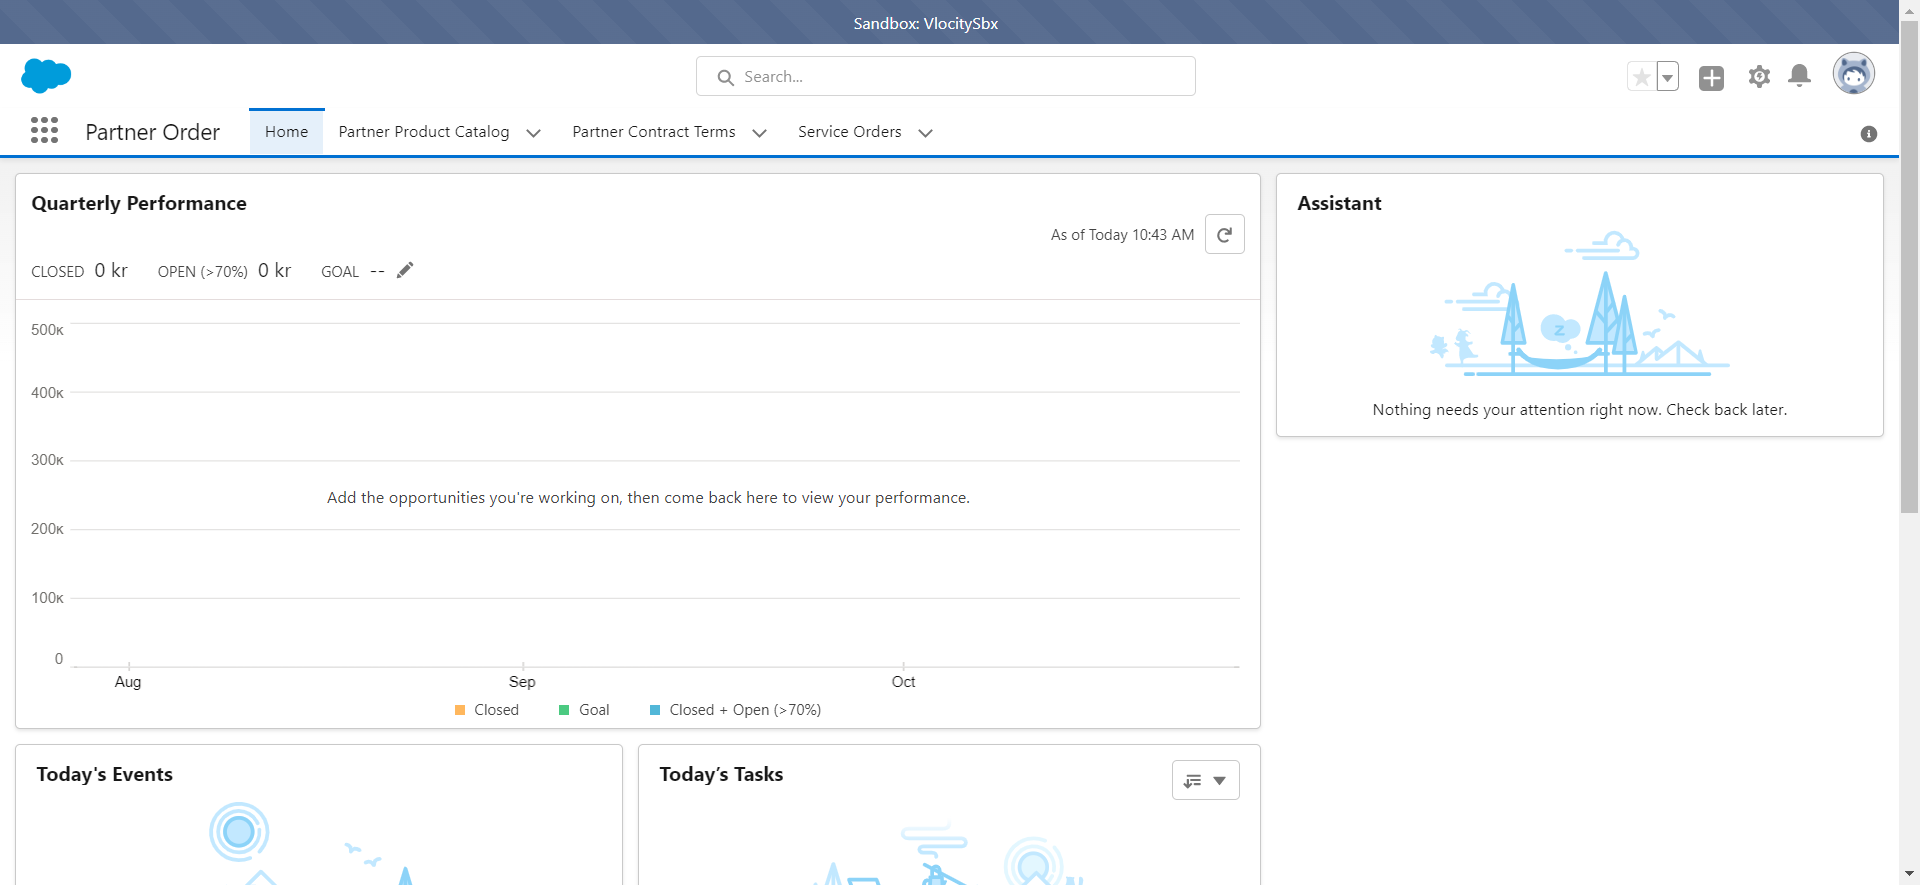 Sandbox: VlocitySbx
Search...
Partner Order
Home
Partner Product Catalog
Partner Contract Terms
Service Orders
Quarterly Performance
As of Today 10:43 AM
CLOSED 0 kr OPEN (>70%) 0 kr GOAL --
500K
400K
300K
Add the opportunities you're working on, then come back here to view your performance.
200K
100K
0
Aug Sep Oct
Closed Goal Closed + Open (>70%)
Assistant
z
Nothing needs your attention right now. Check back later.
Today's Events
Today’s Tasks